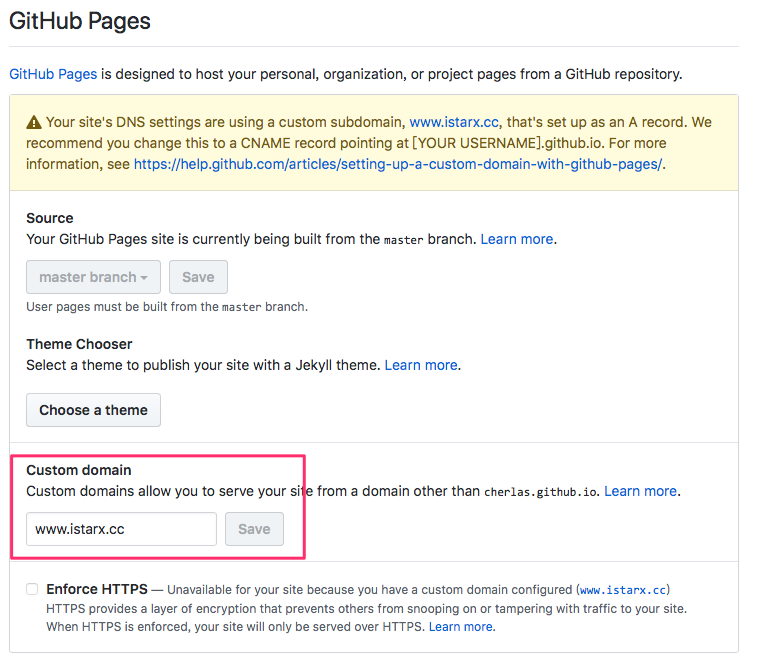 GitHub Pages
GitHub Pages is designed to host your personal, organization, or project pages from a GitHub repository.
Your site's DNS settings are using a custom subdomain, www.istarx.cc, that's set up as an A record. We
recommend you change this to a CNAME record pointing at [YOUR USERNAME].github.io. For more
information, see https://help.github.com/articles/setting-up-a-custom-domain-with-github-pages/.
Source
Your GitHub Pages site is currently being built from the master branch. Learn more.
master branch Save
User pages must be built from the master branch.
Theme Chooser
Select a theme to publish your site with a Jekyll theme. Learn more.
Choose a theme
Custom domain
Custom domains allow you to serve your site from a domain other than cherlas.github.io. Learn more.
www.istarx.cc Save
Enforce HTTPS — Unavailable for your site because you have a custom domain configured (www.istarx.cc)
HTTPS provides a layer of encryption that prevents others from snooping on or tampering with traffic to your site.
When HTTPS is enforced, your site will only be served over HTTPS. Learn more.